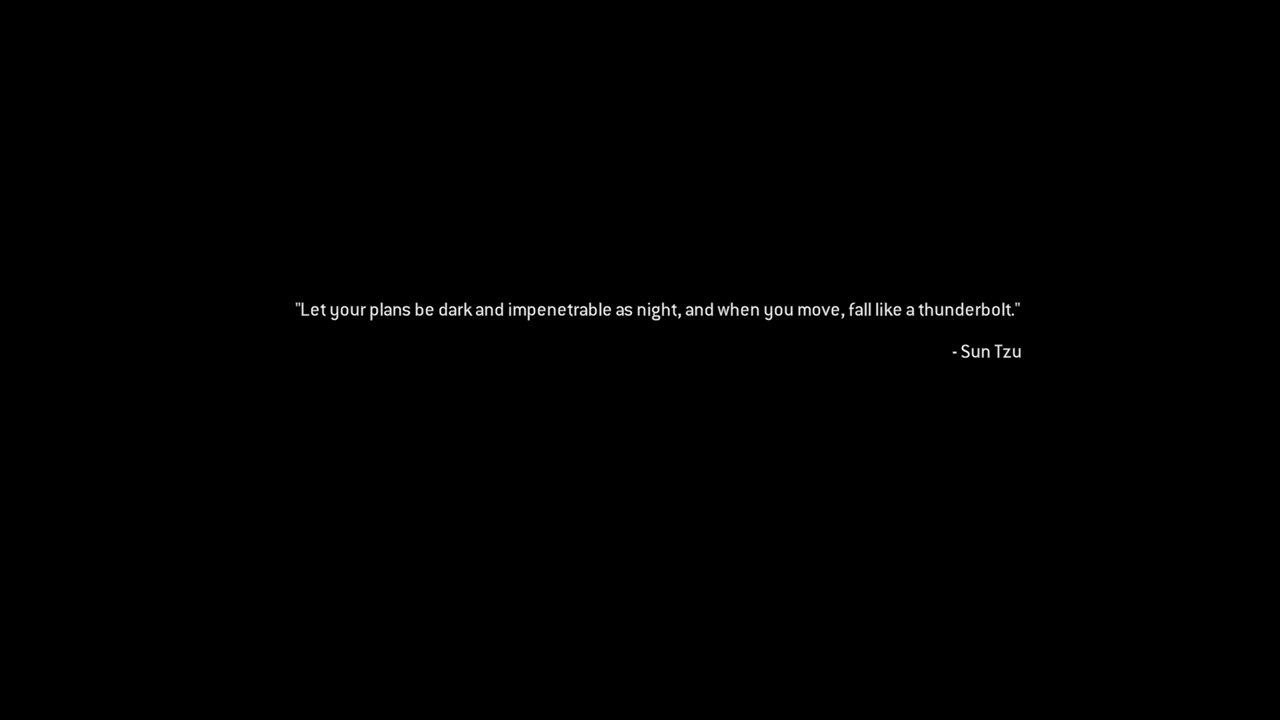 "Let your plans be dark and impenetrable as night, and when you move, fall like a thunderbolt."
- Sun Tzu